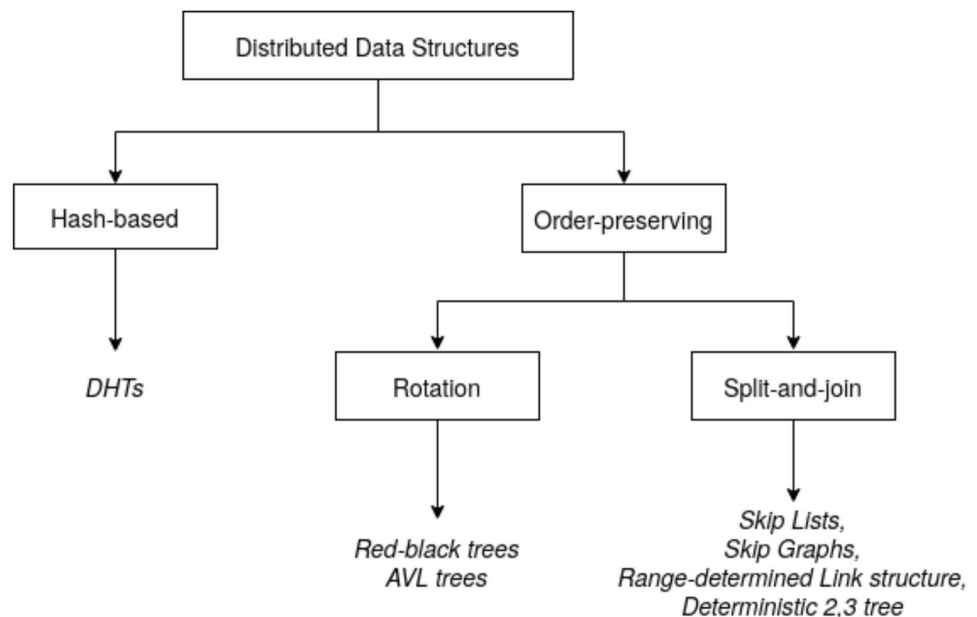 Distributed Data Structures
Hash-based
Order-preserving
DHTs
Rotation
Split-and-join
Red-black trees
AVL trees
Skip Lists,
Skip Graphs,
Range-determined Link structure,
Deterministic 2,3 tree